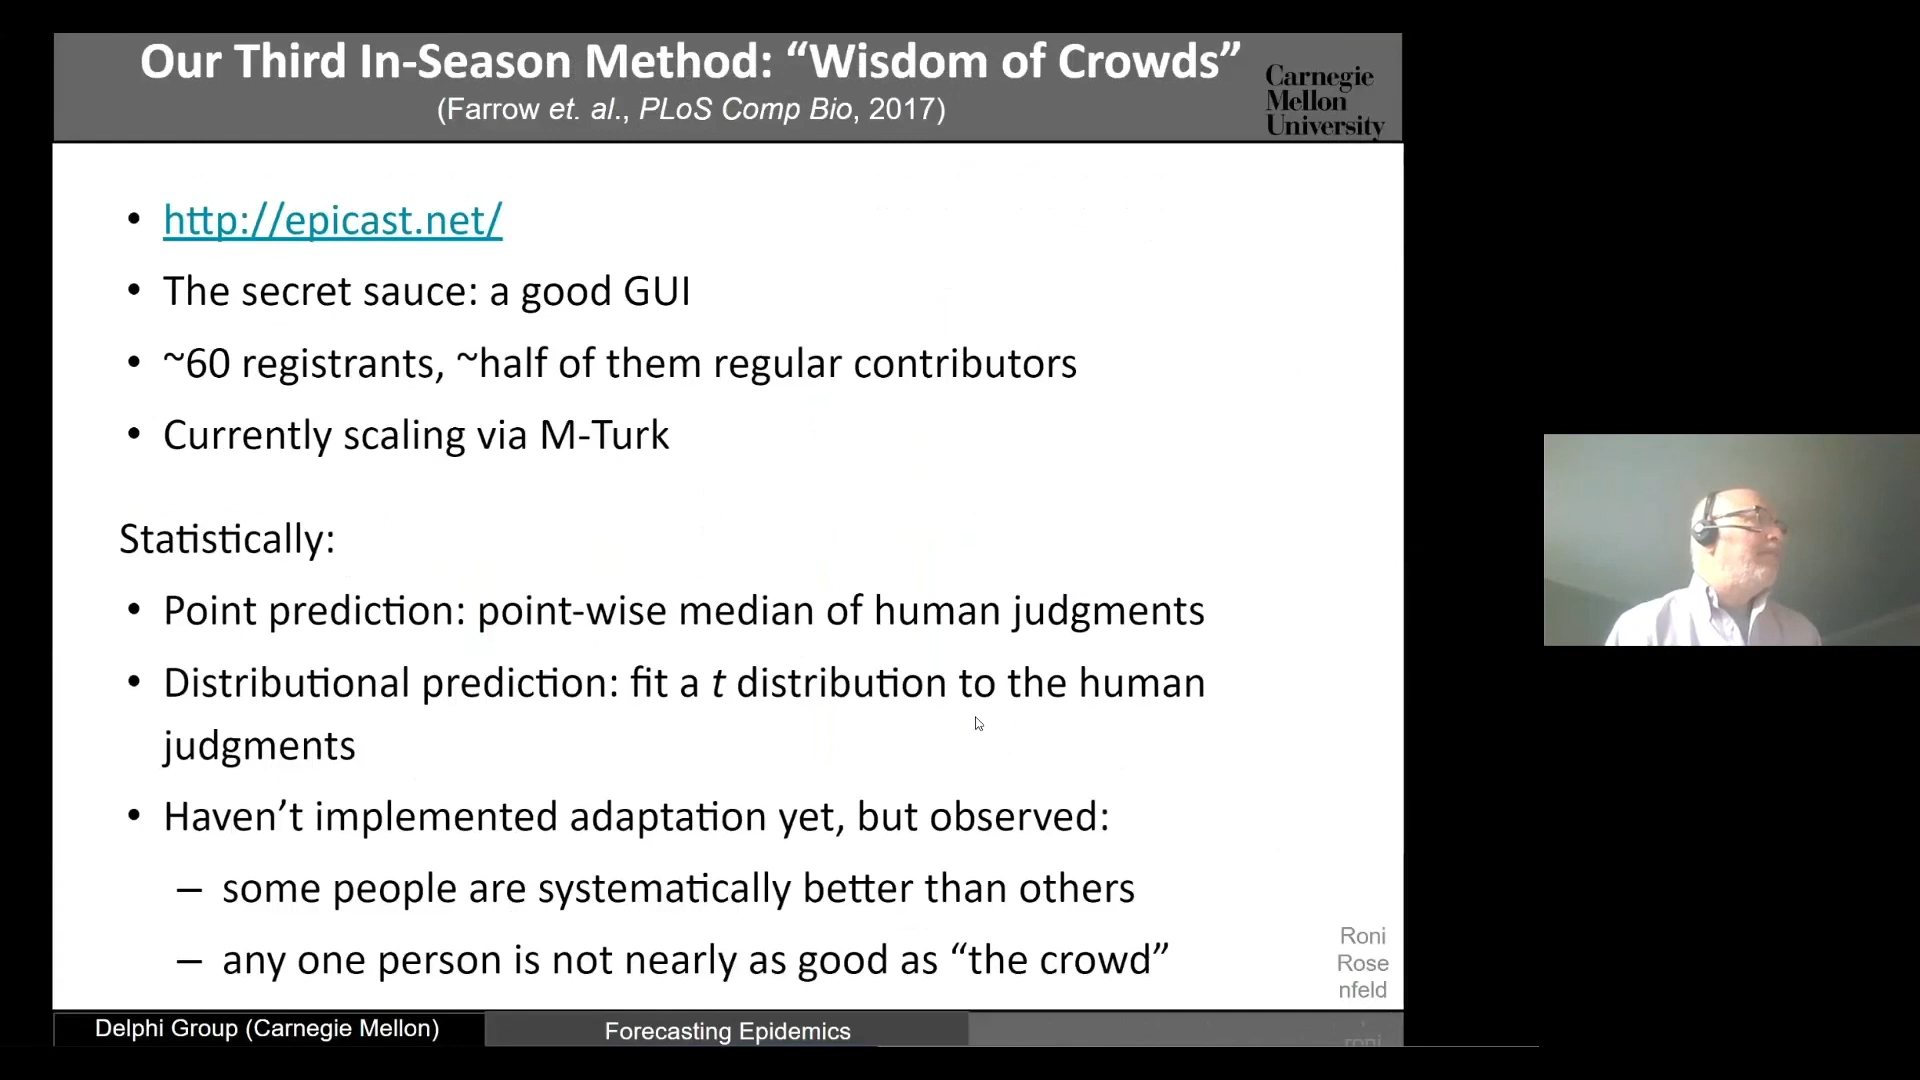 Our Third In-Season Method: “Wisdom of Crowds”
(Farrow et. al., PLoS Comp Bio, 2017)
Carnegie
Mellon
University
• http://epicast.net/
• The secret sauce: a good GUI
• ~60 registrants, ~half of them regular contributors
• Currently scaling via M-Turk
Statistically:
• Point prediction: point-wise median of human judgments
• Distributional prediction: fit a t distribution to the human
judgments
• Haven’t implemented adaptation yet, but observed:
– some people are systematically better than others
– any one person is not nearly as good as “the crowd”
Roni
Rose
nfeld
Delphi Group (Carnegie Mellon)
Forecasting Epidemics